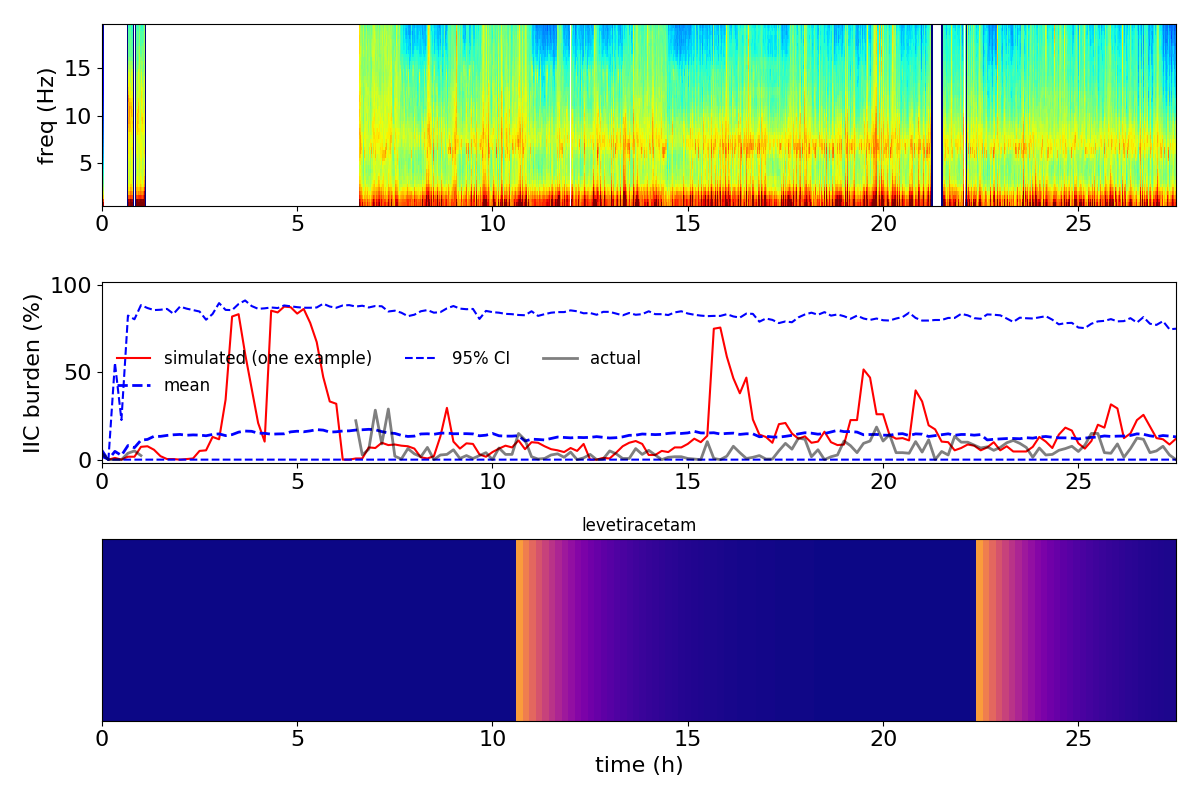 freq (Hz)
15
10
5
0 5 10 15 20 25
IIC burden (%)
100
50
0
simulated (one example) 95% CI actual
mean
0 5 10 15 20 25
levetiracetam
0 5 10 15 20 25
time (h)